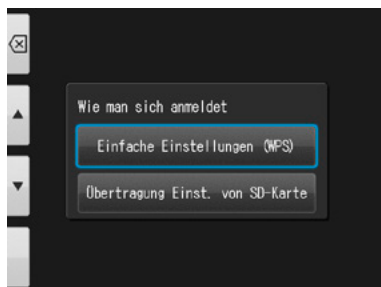 Wie man sich anmeldet
Einfache Einstellungen (WPS)
Übertragung Einst. von SD-Karte